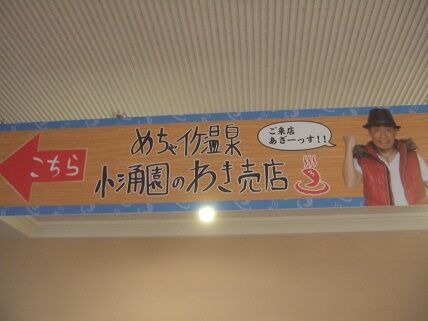 こちら
めちゃイケ温泉
小涌園のわき売店
ご来店
あざーっす!!